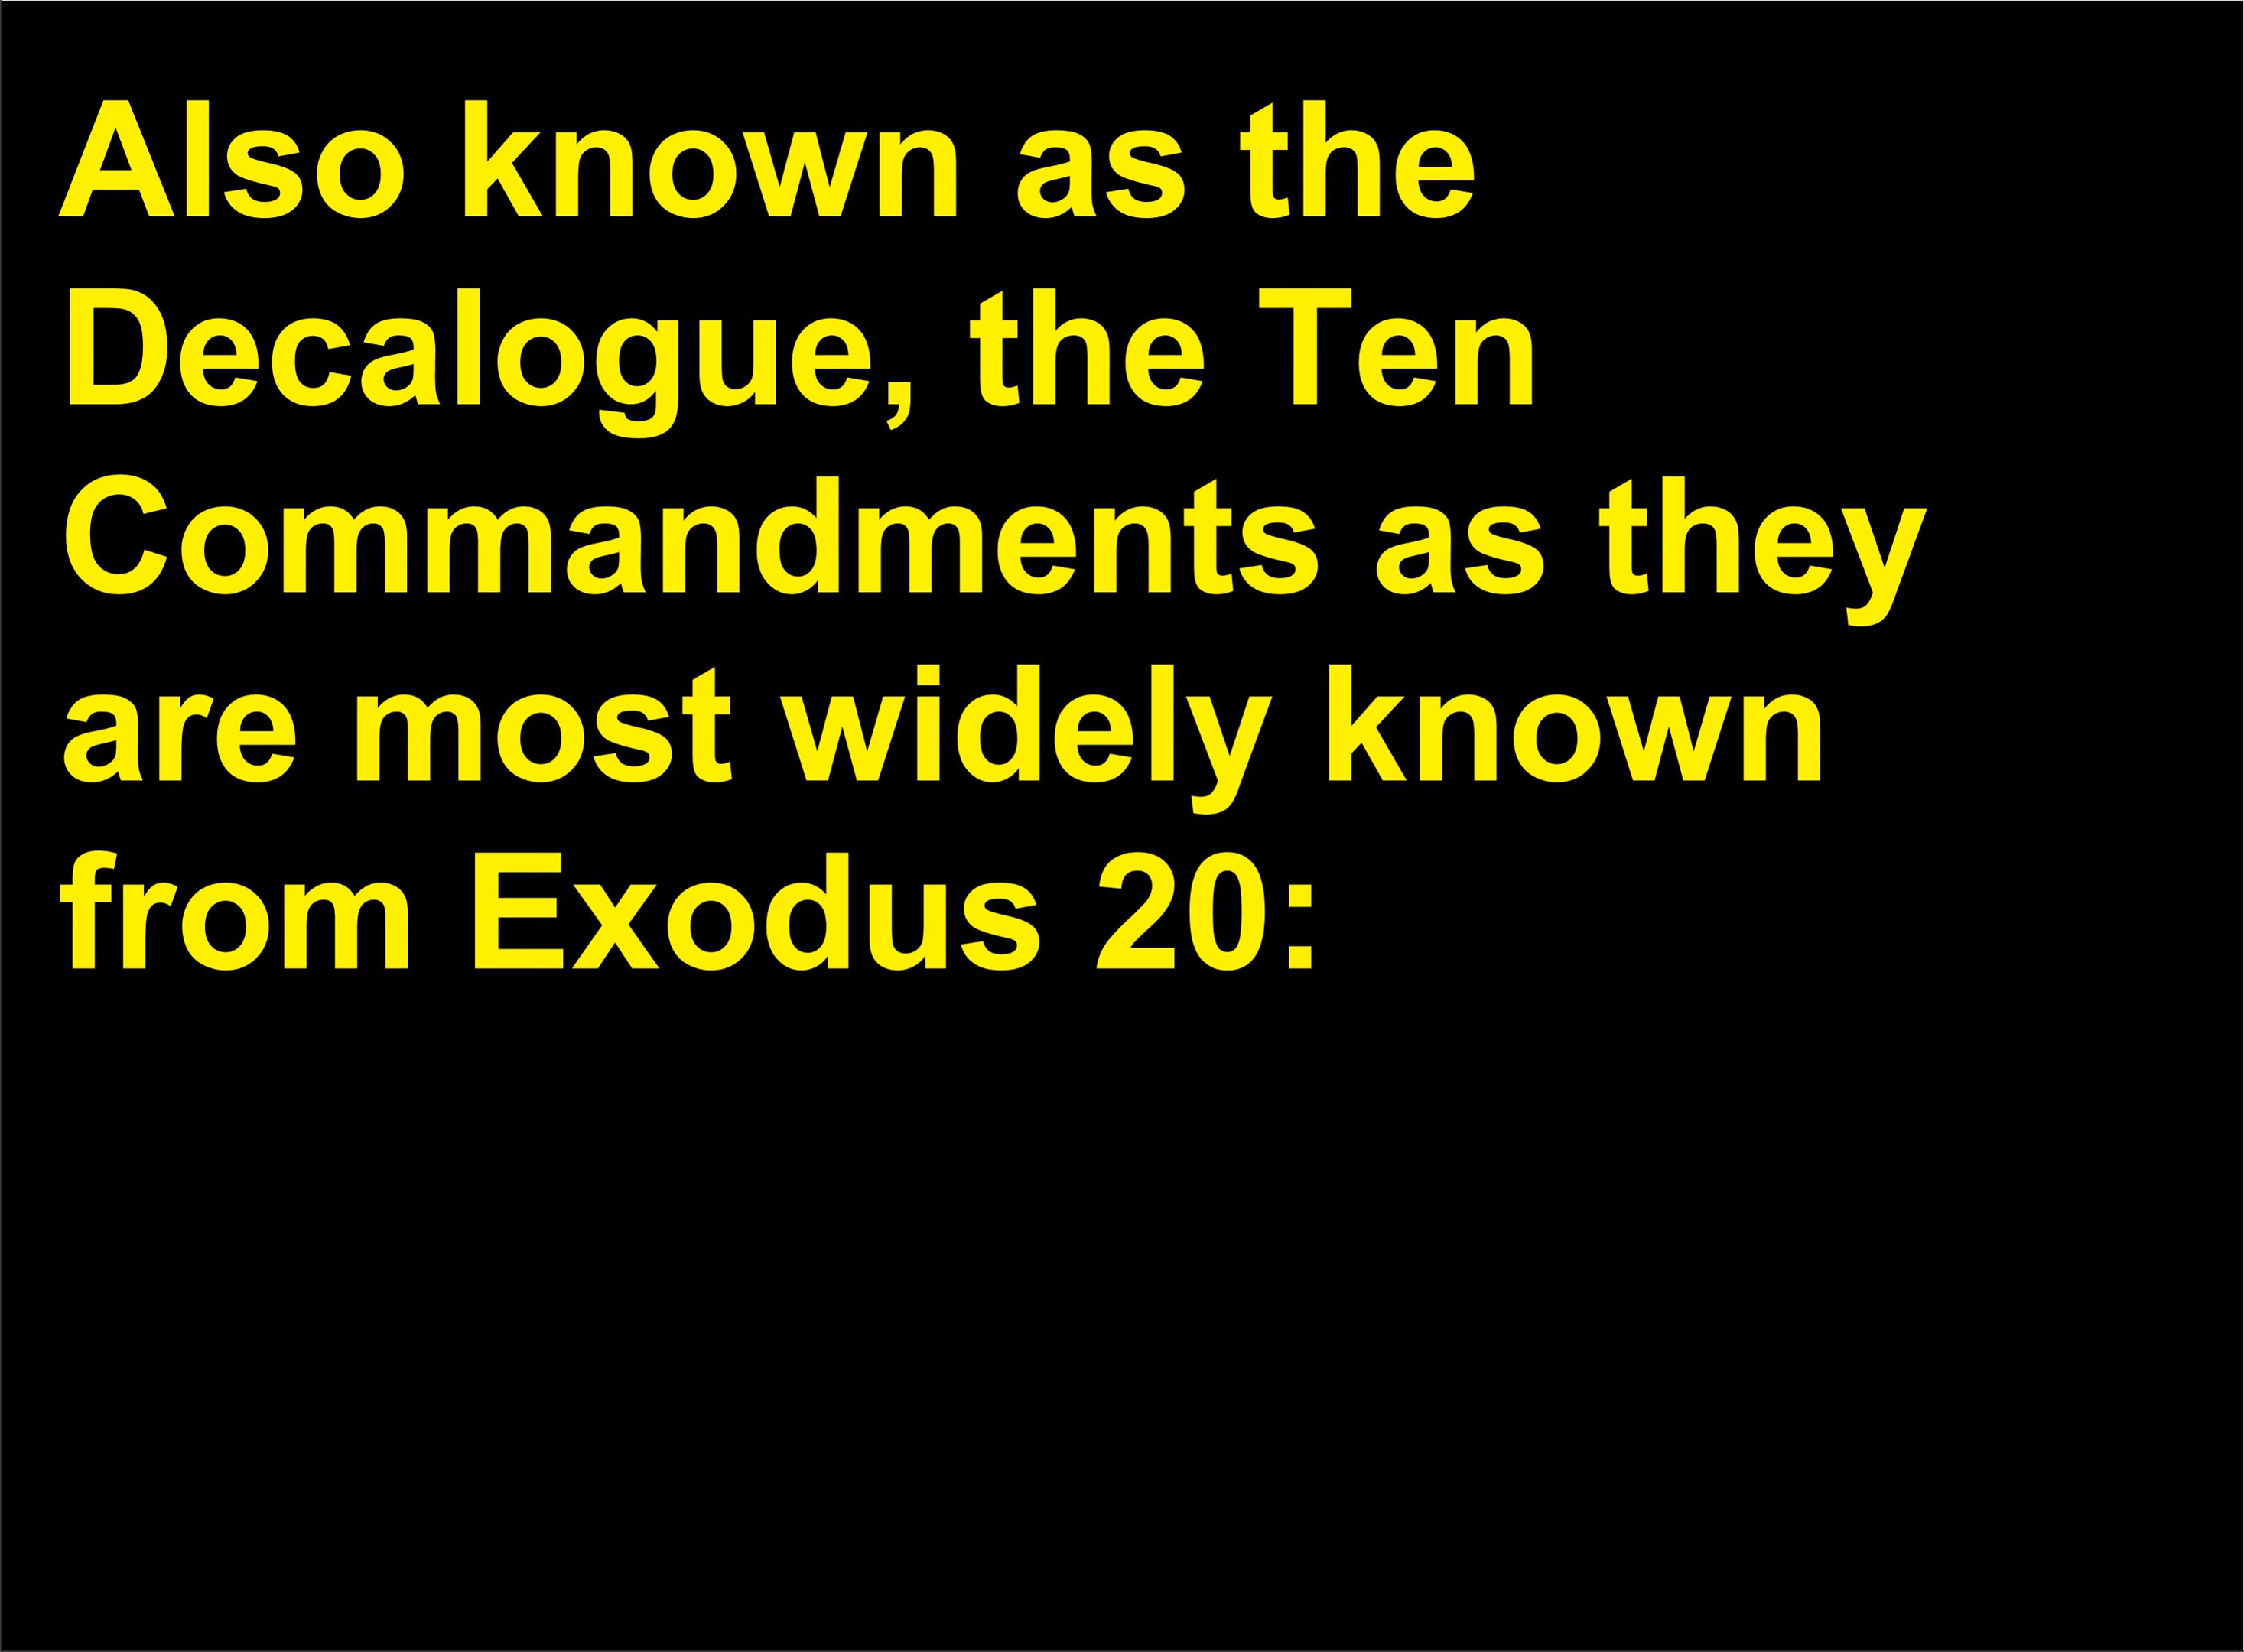 Also known as the
Decalogue, the Ten
Commandments as they
are most widely known
from Exodus 20: